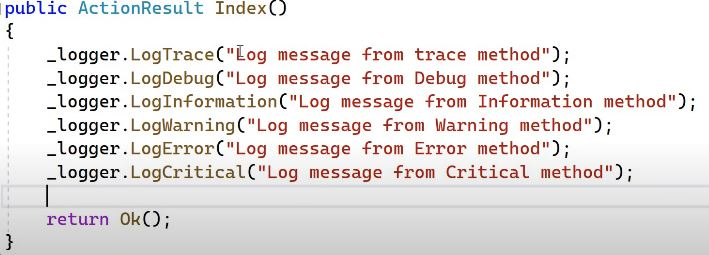 public ActionResult Index()
{
    _logger.LogTrace("Log message from trace method");
    _logger.LogDebug("Log message from Debug method");
    _logger.LogInformation("Log message from Information method");
    _logger.LogWarning("Log message from Warning method");
    _logger.LogError("Log message from Error method");
    _logger.LogCritical("Log message from Critical method");
    return Ok();
}